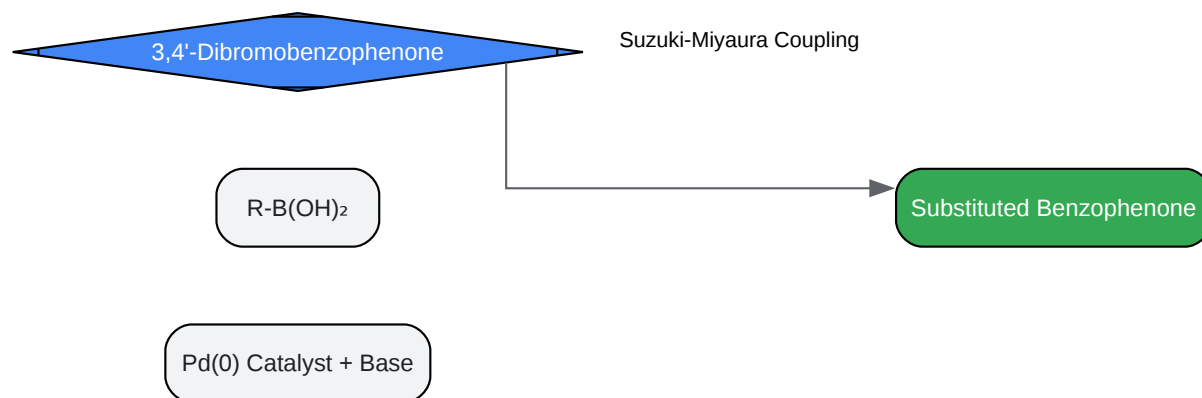 3,4'-Dibromobenzophenone
Suzuki-Miyaura Coupling
R-B(OH)₂
Substituted Benzophenone
Pd(0) Catalyst + Base